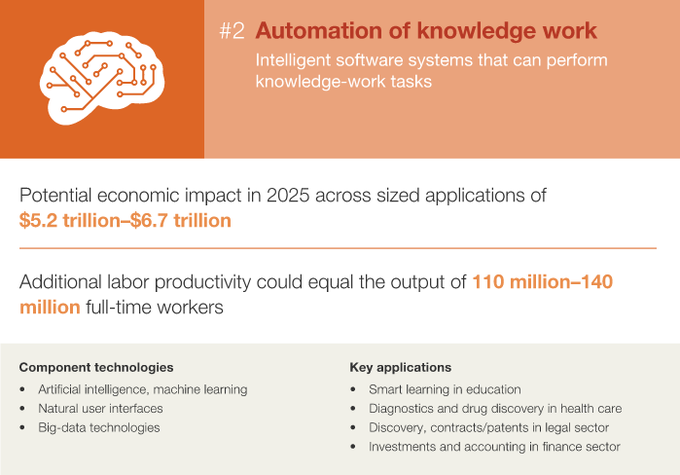 #2 Automation of knowledge work
Intelligent software systems that can perform
knowledge-work tasks
Potential economic impact in 2025 across sized applications of
$5.2 trillion–$6.7 trillion
Additional labor productivity could equal the output of 110 million–140
million full-time workers
Component technologies
• Artificial intelligence, machine learning
• Natural user interfaces
• Big-data technologies
Key applications
• Smart learning in education
• Diagnostics and drug discovery in health care
• Discovery, contracts/patents in legal sector
• Investments and accounting in finance sector